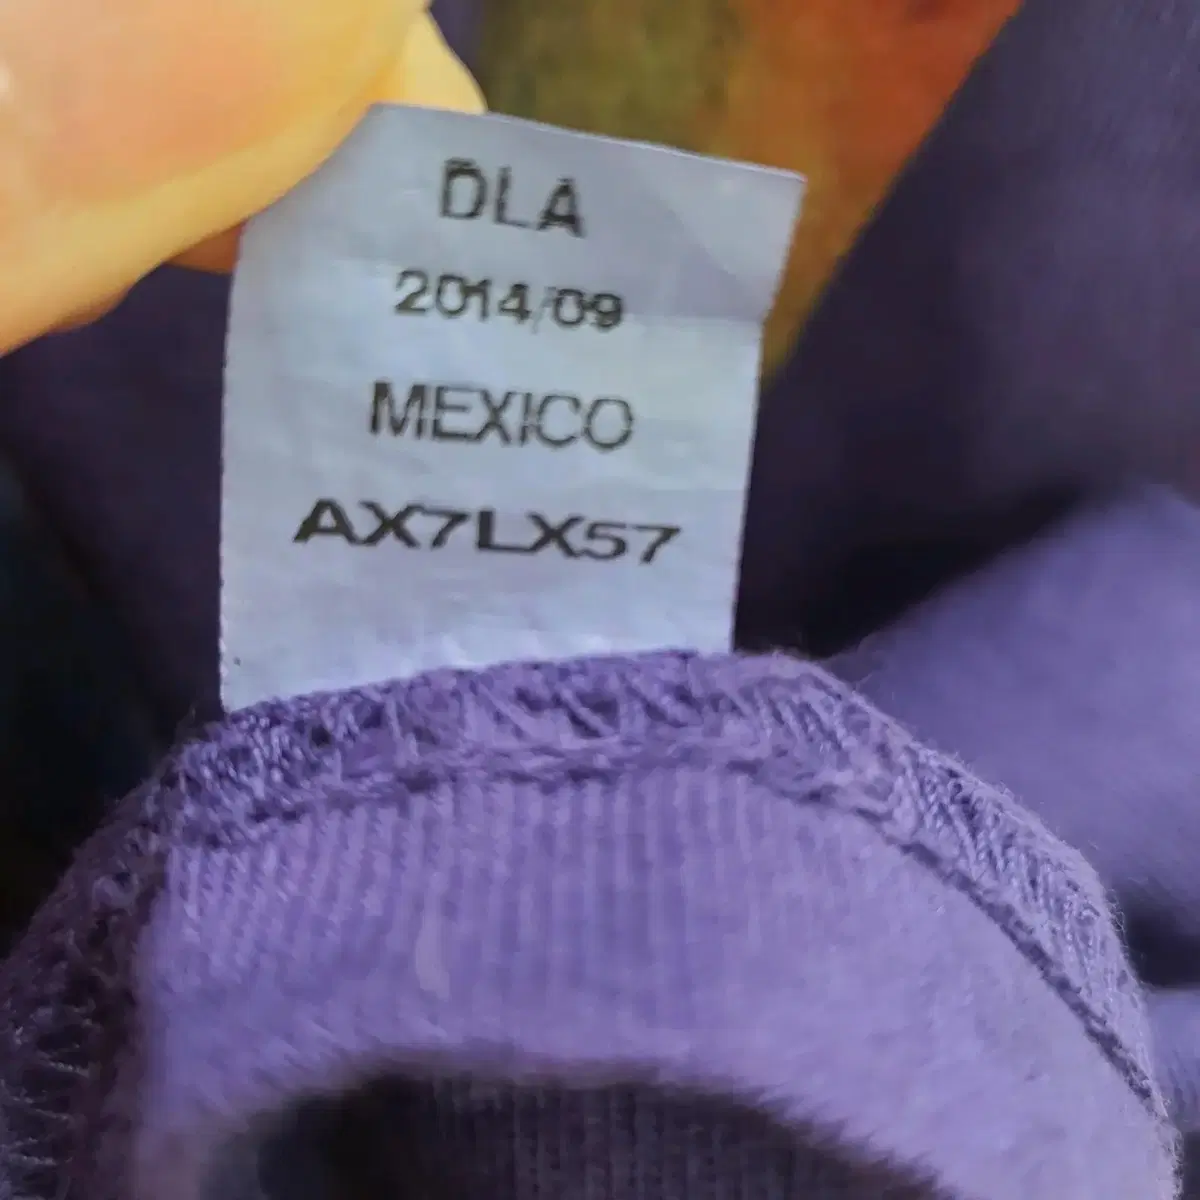 DLA
2014/09
MEXICO
AX7LX57